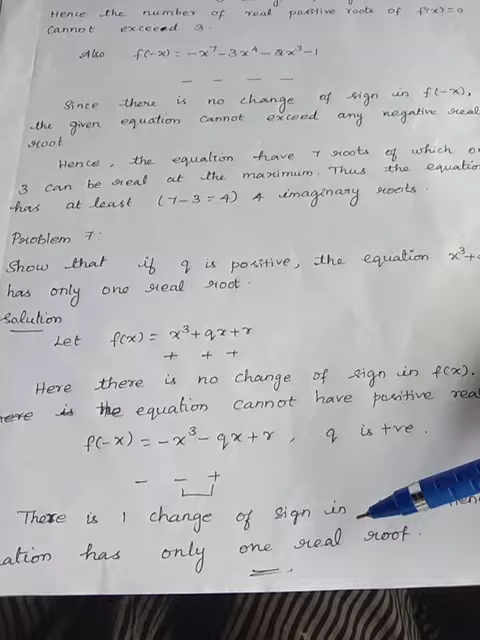 Hence the number of real positive roots of f(x)=0
cannot exceed 3.
Also f(-x) = -x⁷-3x⁴-2x³-1
- - - -
Since there is no change of sign in f(-x),
the given equation cannot exceed any negative real
root
Hence, the equation have 7 roots of which
3 can be real at the maximum. Thus the equation
has at least (7-3=4) 4 imaginary roots.
Problem 7:
Show that if q is positive, the equation x³+
has only one real root.
Solution
Let f(x) = x³+qx+r
+ + +
Here there is no change of sign in f(x).
is the equation cannot have positive real
f(-x) = -x³-qx+r, q is +ve.
- - +
There is 1 change of sign in
has only one real root.